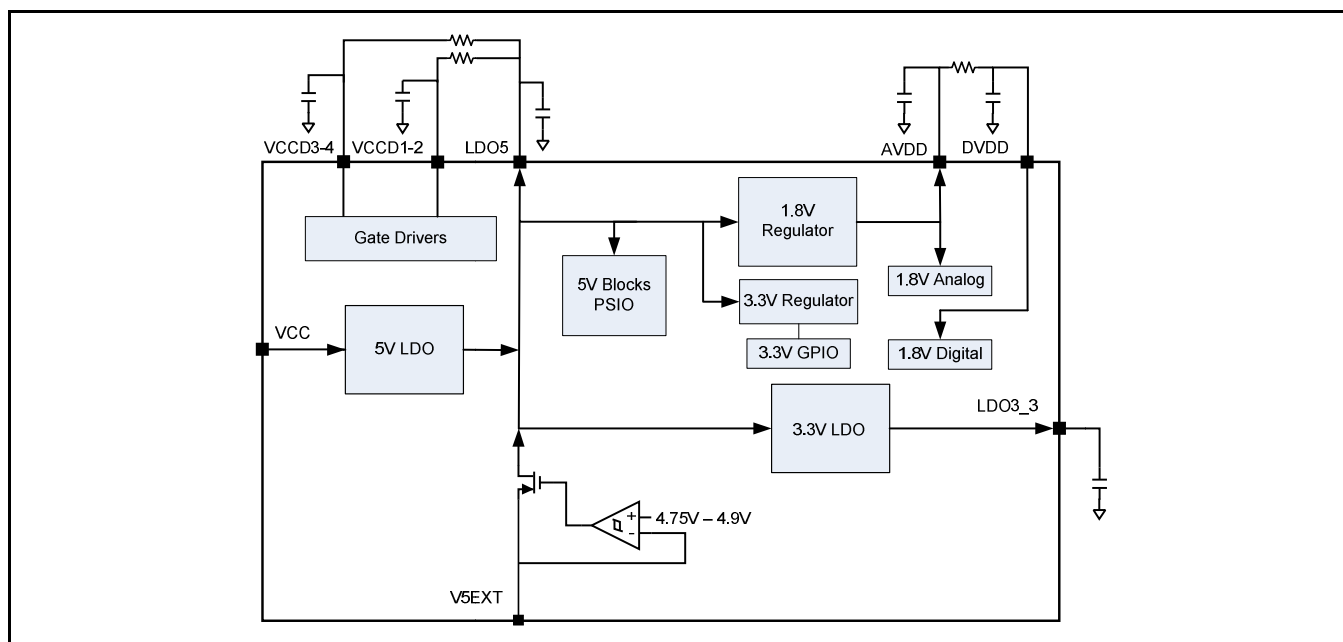 VCCD3-4
VCCD1-2
LDO5
AVDD
DVDD
Gate Drivers
1.8V
Regulator
5V Blocks
PSIO
3.3V Regulator
1.8V Analog
VCC
5V LDO
3.3V GPIO
1.8V Digital
LDO3_3
3.3V LDO
+
4.75V – 4.9V
-
V5EXT